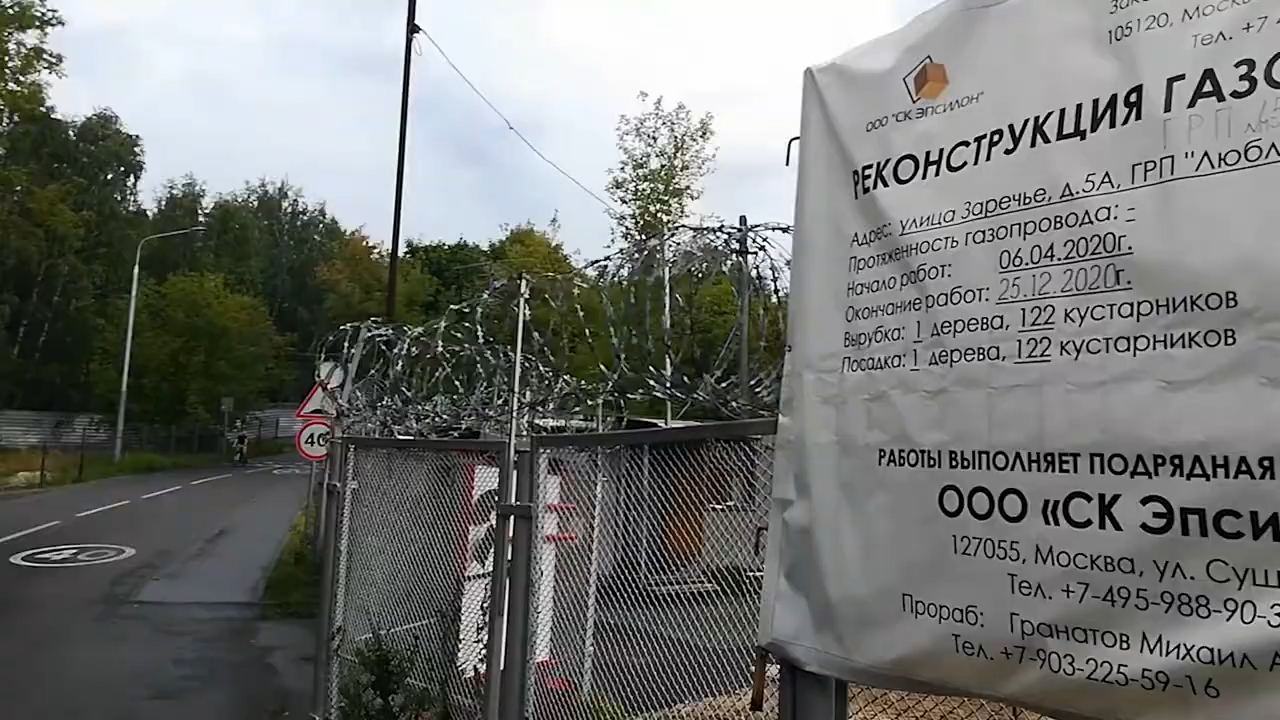 105120, Моск
Тел. +7
ООО "СК ЭПСИЛОН"
РЕКОНСТРУКЦИЯ ГАЗО
ГРП
Адрес: улица Заречье, д.5А, ГРП "Любл
Протяженность газопровода: -
Начало работ: 06.04.2020г.
Окончание работ: 25.12.2020г.
Вырубка: 1 дерева, 122 кустарников
Посадка: 1 дерева, 122 кустарников
РАБОТЫ ВЫПОЛНЯЕТ ПОДРЯДНАЯ
ООО «СК Эпси
127055, Москва, ул. Сущ
Тел. +7-495-988-90-3
Прораб: Гранатов Михаил А
Тел. +7-903-225-59-16
40
40